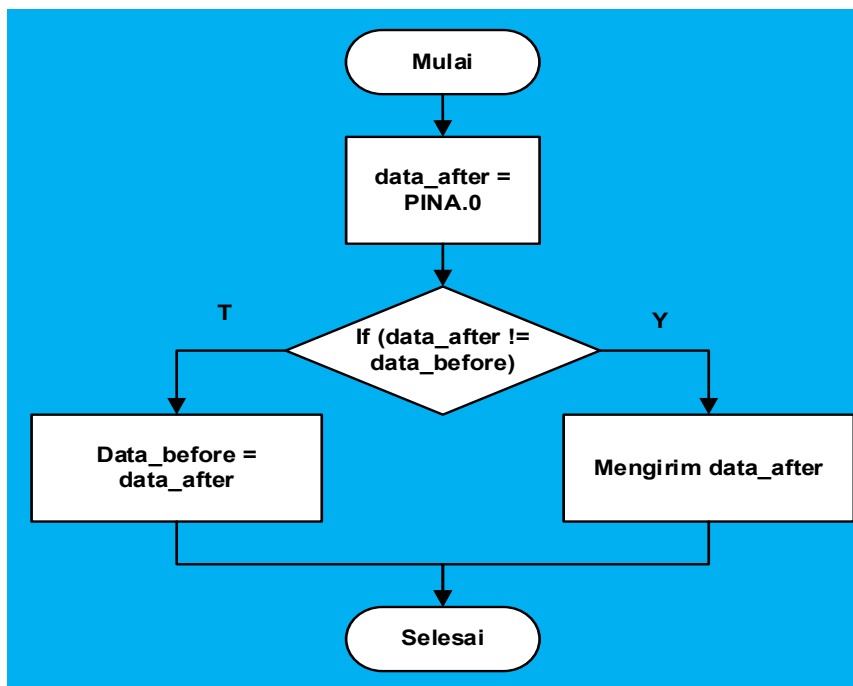 Mulai
data_after =
PINA.0
T
Y
If (data_after !=
data_before)
Data_before =
data_after
Mengirim data_after
Selesai